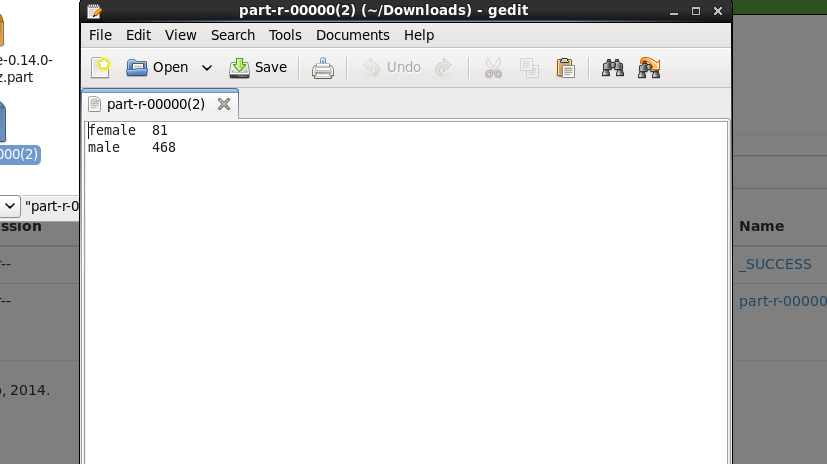 part-r-00000(2) (~/Downloads) - gedit
File Edit View Search Tools Documents Help
Open Save Undo
part-r-00000(2)
female 81
male 468
e-0.14.0-
z.part
000(2)
"part-r-0
ssion Name
r-- _SUCCESS
r-- part-r-00000
, 2014.